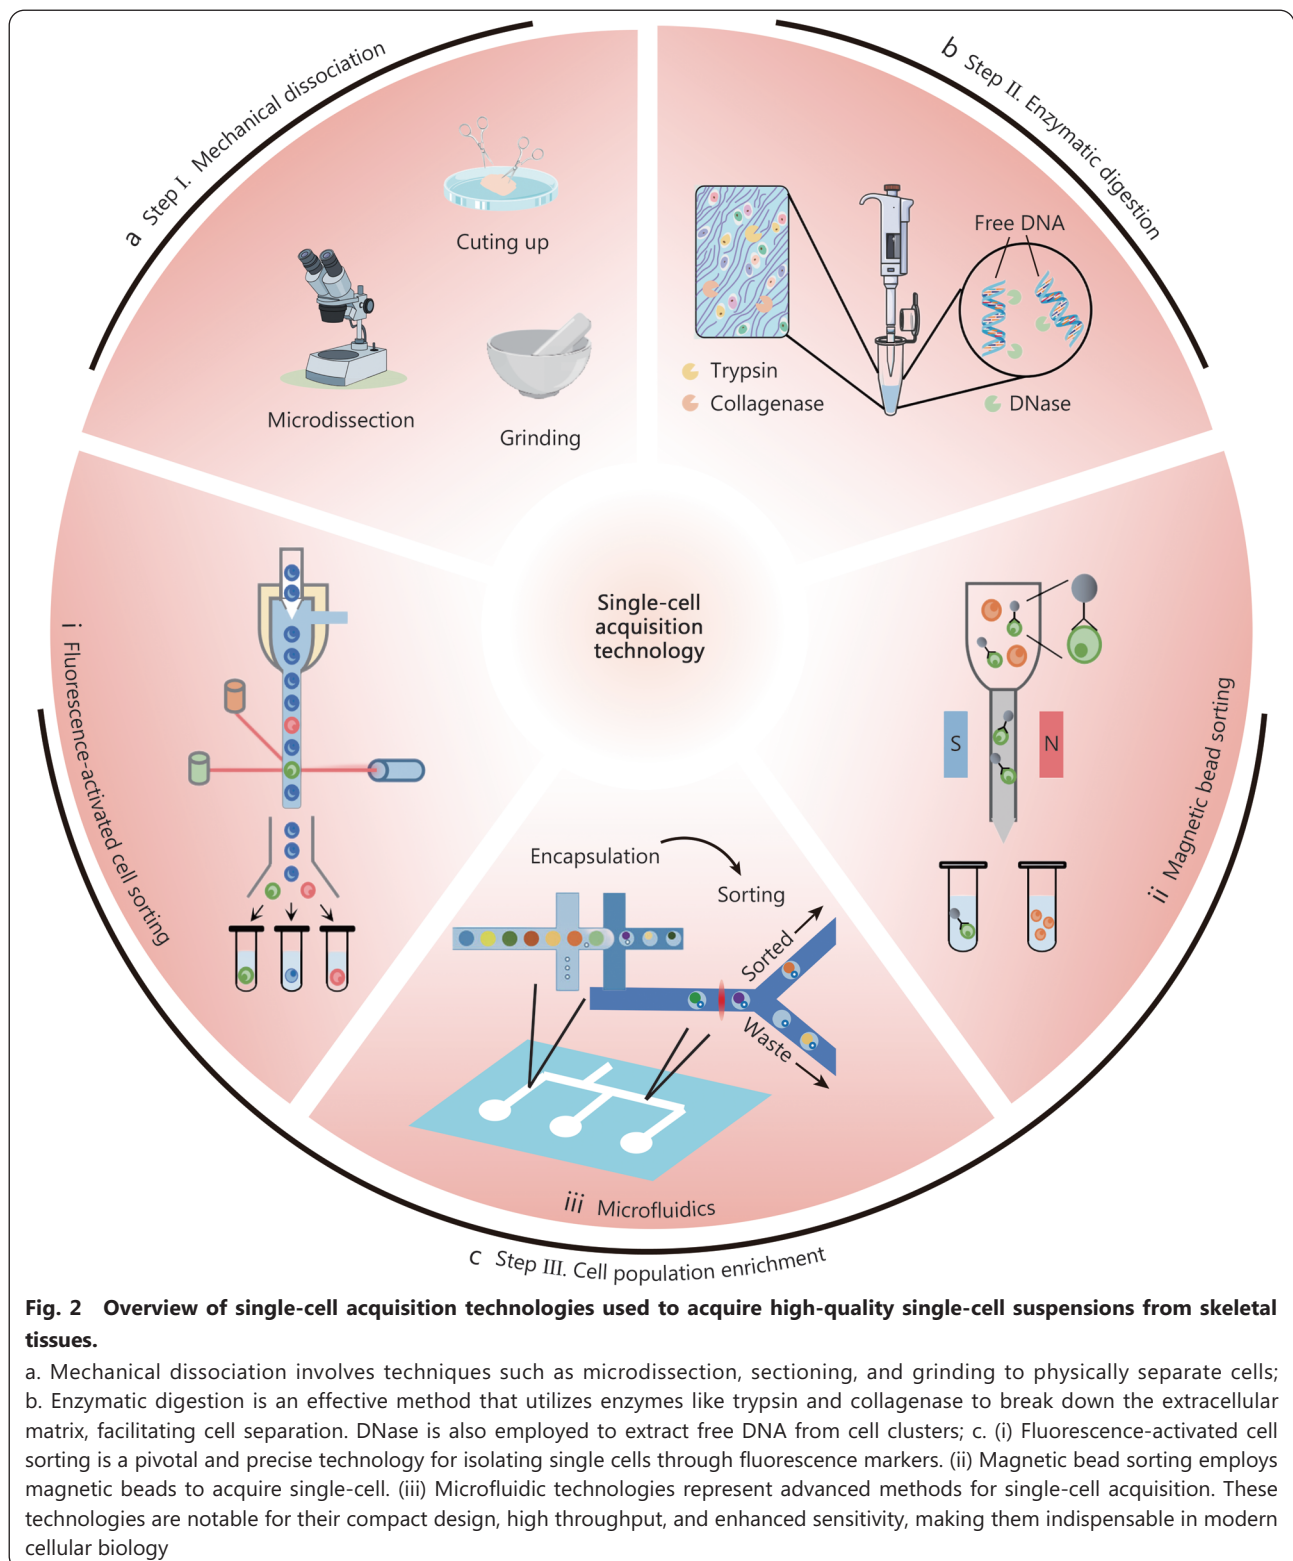 a Step I. Mechanical dissociation
Cuting up
Microdissection
Grinding
b Step II. Enzymatic digestion
Free DNA
Trypsin
Collagenase
DNase
Single-cell
acquisition
technology
i Fluorescence-activated cell sorting
S
N
ii Magnetic bead sorting
Encapsulation
Sorting
Sorted
Waste
iii Microfluidics
c Step III. Cell population enrichment
Fig. 2 Overview of single-cell acquisition technologies used to acquire high-quality single-cell suspensions from skeletal
tissues.
a. Mechanical dissociation involves techniques such as microdissection, sectioning, and grinding to physically separate cells;
b. Enzymatic digestion is an effective method that utilizes enzymes like trypsin and collagenase to break down the extracellular
matrix, facilitating cell separation. DNase is also employed to extract free DNA from cell clusters; c. (i) Fluorescence-activated cell
sorting is a pivotal and precise technology for isolating single cells through fluorescence markers. (ii) Magnetic bead sorting employs
magnetic beads to acquire single-cell. (iii) Microfluidic technologies represent advanced methods for single-cell acquisition. These
technologies are notable for their compact design, high throughput, and enhanced sensitivity, making them indispensable in modern
cellular biology